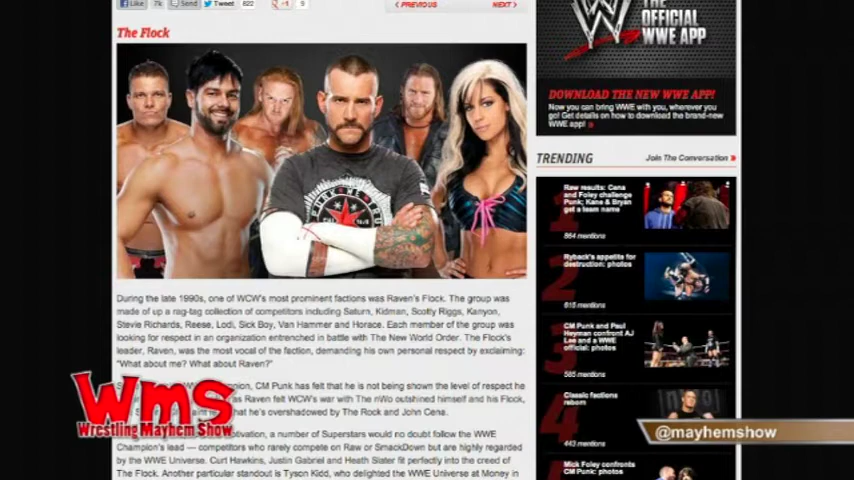 Like
7k
Send
Tweet
822
+1
9
PREVIOUS
NEXT
The Flock
PUNK
THE OFFICIAL WWE APP
DOWNLOAD THE NEW WWE APP!
Now you can bring WWE with you, wherever you
go! Get details on how to download the brand-new
WWE app!
TRENDING
Join The Conversation
Raw results: Cena
and Foley challenge
Punk; Kane & Bryan
get a team name
864 mentions
Ryback's appetite for
destruction: photos
615 mentions
CM Punk and Paul
Heyman confront AJ
Lee and a WWE
official: photos
565 mentions
Classic factions
reborn
443 mentions
Mick Foley confronts
CM Punk: photos
During the late 1990s, one of WCW's most prominent factions was Raven's Flock. The group was
made of up a rag-tag collection of competitors including Saturn, Kidman, Scotty Riggs, Kanyon,
Stevie Richards, Reese, Lodi, Sick Boy, Van Hammer and Horace. Each member of the group was
looking for respect in an organization entrenched in battle with The New World Order. The Flock's
leader, Raven, was the most vocal of the faction, demanding his own personal respect by exclaiming:
"What about me? What about Raven?"
CM Punk has felt that he is not being shown the level of respect he
as Raven felt WCW's war with The nWo outshined himself and his Flock,
he's overshadowed by The Rock and John Cena.
a number of Superstars would no doubt follow the WWE
Champion's lead — competitors who rarely compete on Raw or SmackDown but are highly regarded
by the WWE Universe. Curt Hawkins, Justin Gabriel and Heath Slater fit perfectly into the creed of
The Flock. Another particular standout is Tyson Kidd, who delighted the WWE Universe at Money in
Wms
Wrestling Mayhem Show
@mayhemshow